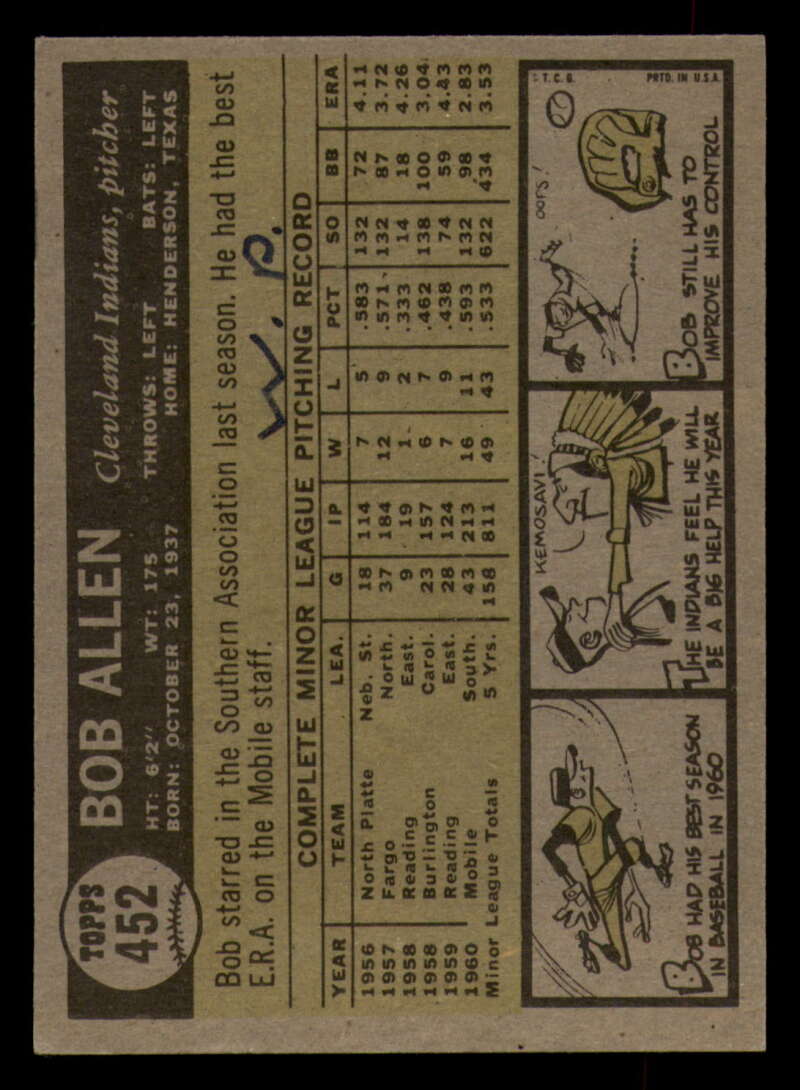 TOPPS
452
BOB ALLEN Cleveland Indians, pitcher
HT: 6'2" WT: 175 THROWS: LEFT BATS: LEFT
BORN: OCTOBER 23, 1937 HOME: HENDERSON, TEXAS
Bob starred in the Southern Association last season. He had the best
E.R.A. on the Mobile staff.
W. P.
COMPLETE MINOR LEAGUE PITCHING RECORD
YEAR TEAM LEA. G IP W L PCT SO BB ERA
1956 North Platte Neb. St. 18 114 7 5 .583 132 72 4.11
1957 Fargo North. 37 184 12 9 .571 132 87 3.72
1958 Reading East. 9 19 1 2 .333 14 18 4.26
1958 Burlington Carol. 23 157 6 7 .462 138 100 3.04
1959 Reading East. 28 124 7 9 .438 74 59 4.43
1960 Mobile South. 43 213 16 11 .593 132 98 2.83
Minor League Totals 5 Yrs. 158 811 49 43 .533 622 434 3.53
BOB HAD HIS BEST SEASON
IN BASEBALL IN 1960
KEMOSAVI!
THE INDIANS FEEL HE WILL
BE A BIG HELP THIS YEAR
© T.C.G. PRTD. IN U.S.A.
OOPS!
BOB STILL HAS TO
IMPROVE HIS CONTROL